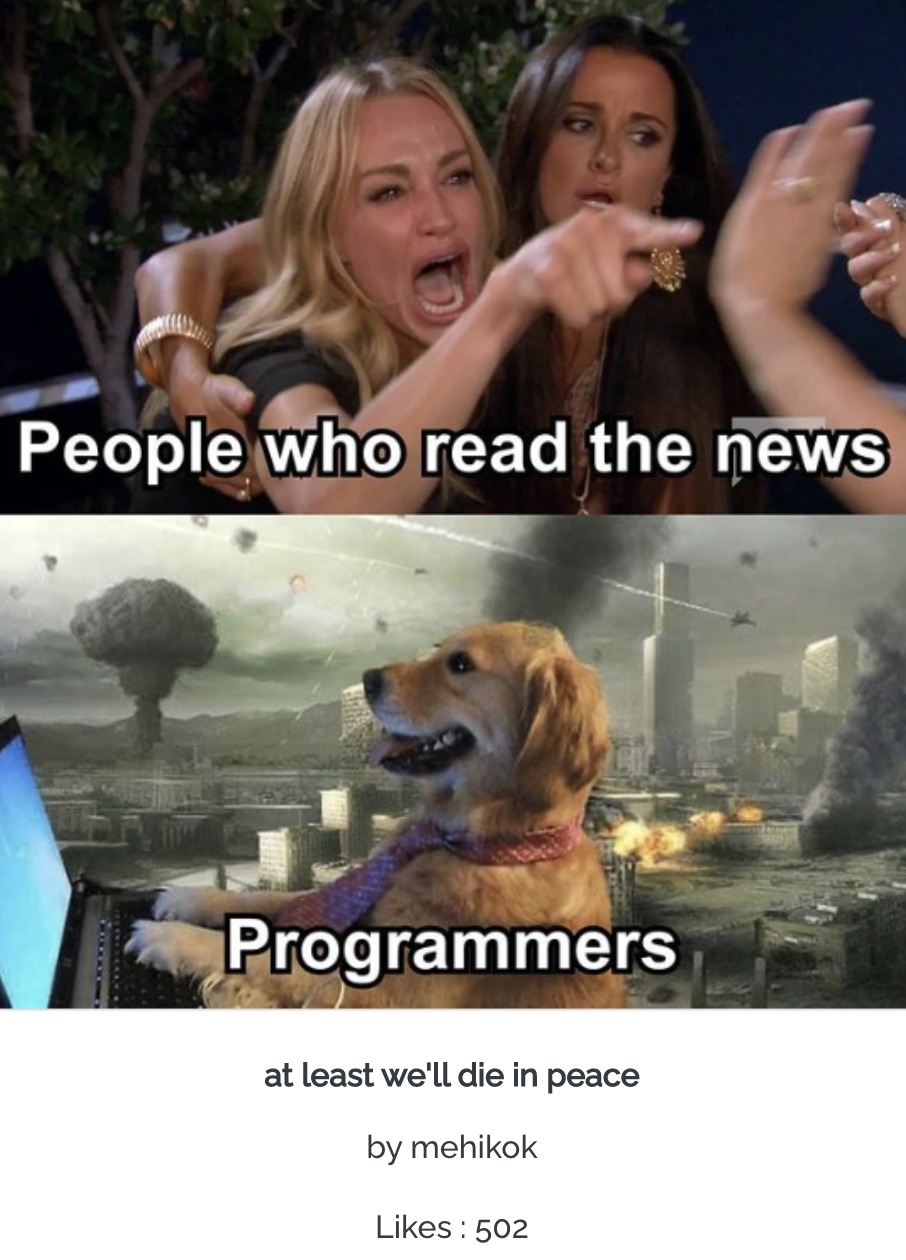 People who read the news
Programmers
at least we'll die in peace
by mehikok
Likes : 502